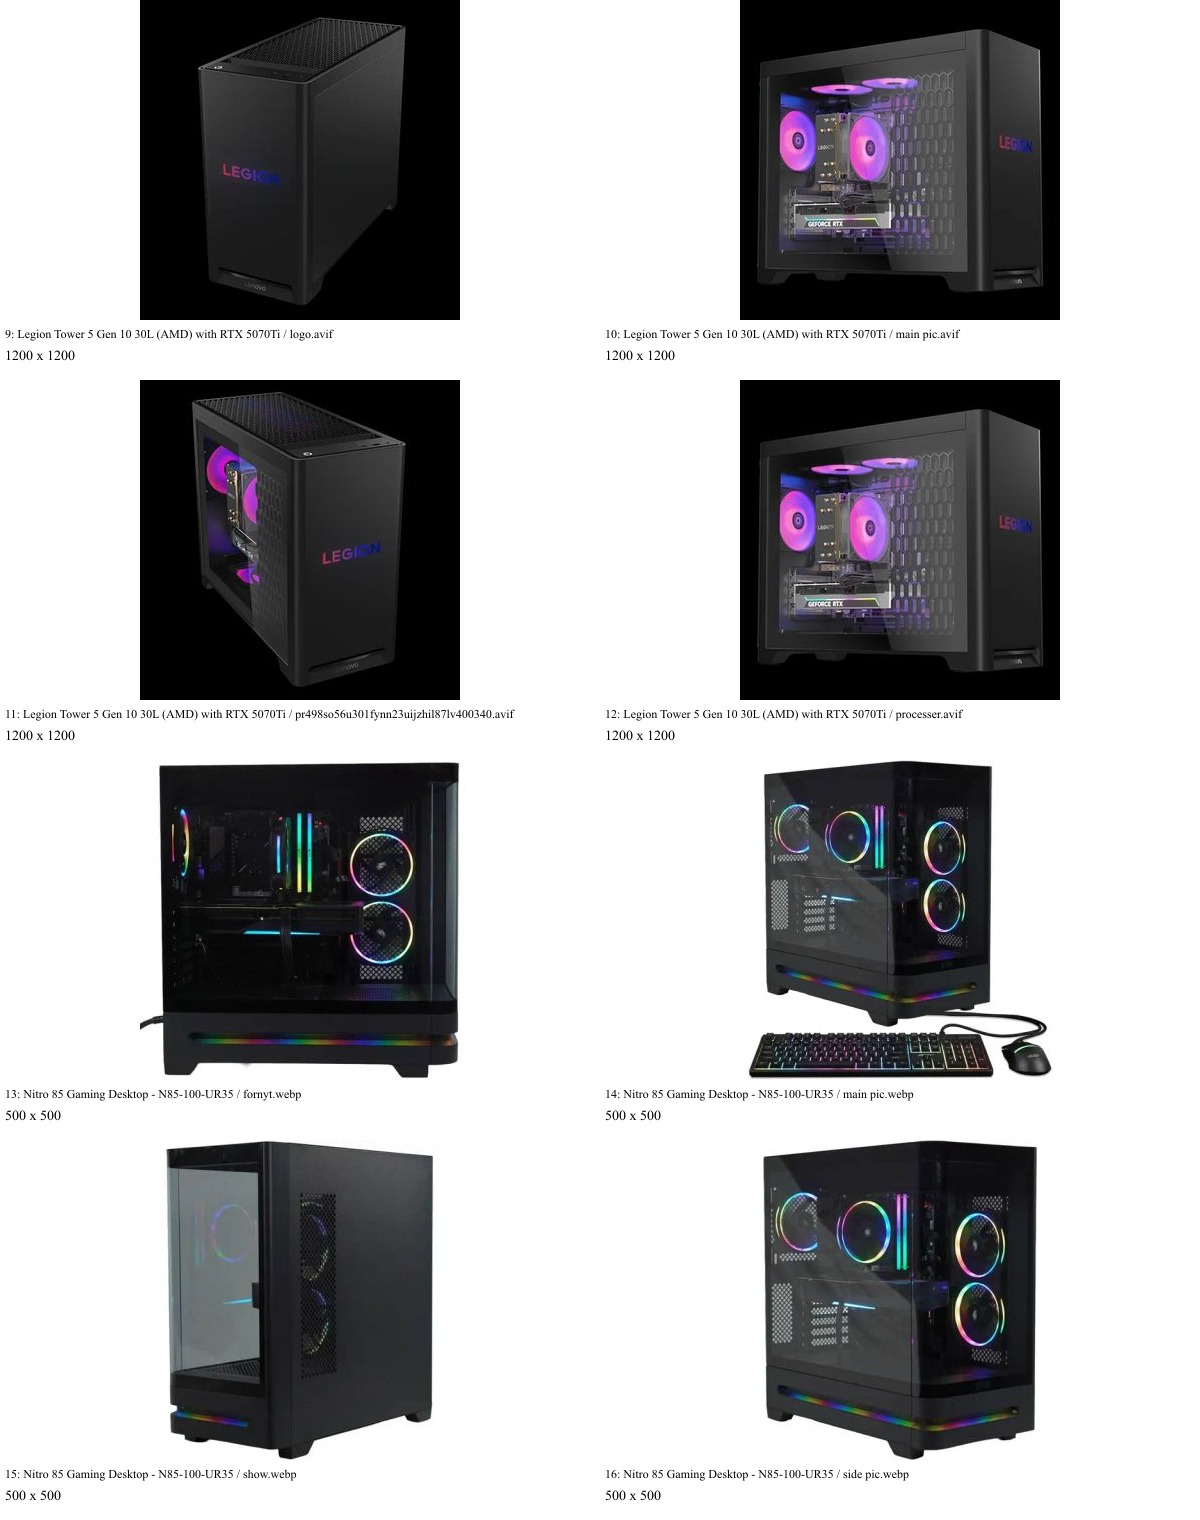 LEGION
Lenovo
LEGION
GEFORCE RTX
LEGION
9: Legion Tower 5 Gen 10 30L (AMD) with RTX 5070Ti / logo.avif
10: Legion Tower 5 Gen 10 30L (AMD) with RTX 5070Ti / main pic.avif
1200 x 1200
1200 x 1200
LEGION
Lenovo
LEGION
GEFORCE RTX
LEGION
11: Legion Tower 5 Gen 10 30L (AMD) with RTX 5070Ti / pr498so56u301fynn23uijzhil87lv400340.avif
12: Legion Tower 5 Gen 10 30L (AMD) with RTX 5070Ti / processer.avif
1200 x 1200
1200 x 1200
13: Nitro 85 Gaming Desktop - N85-100-UR35 / fornyt.webp
14: Nitro 85 Gaming Desktop - N85-100-UR35 / main pic.webp
500 x 500
500 x 500
15: Nitro 85 Gaming Desktop - N85-100-UR35 / show.webp
16: Nitro 85 Gaming Desktop - N85-100-UR35 / side pic.webp
500 x 500
500 x 500